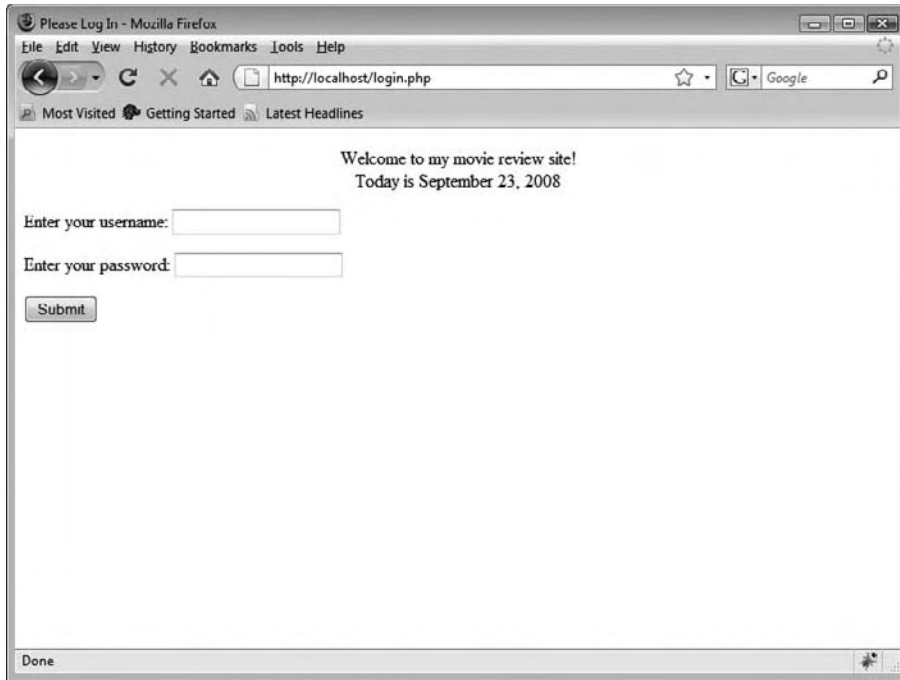 Please Log In - Mozilla Firefox
File Edit View History Bookmarks Tools Help
http://localhost/login.php
G Google
Most Visited Getting Started Latest Headlines
Welcome to my movie review site!
Today is September 23, 2008
Enter your username:
Enter your password:
Submit
Done